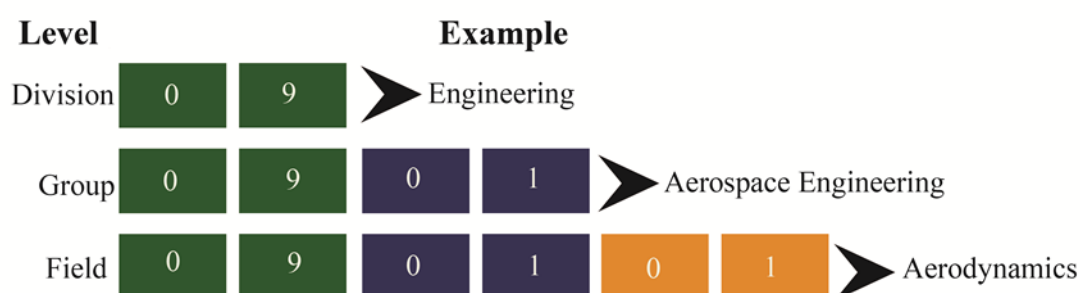 Level Example
Division 0 9 Engineering
Group 0 9 0 1 Aerospace Engineering
Field 0 9 0 1 0 1 Aerodynamics